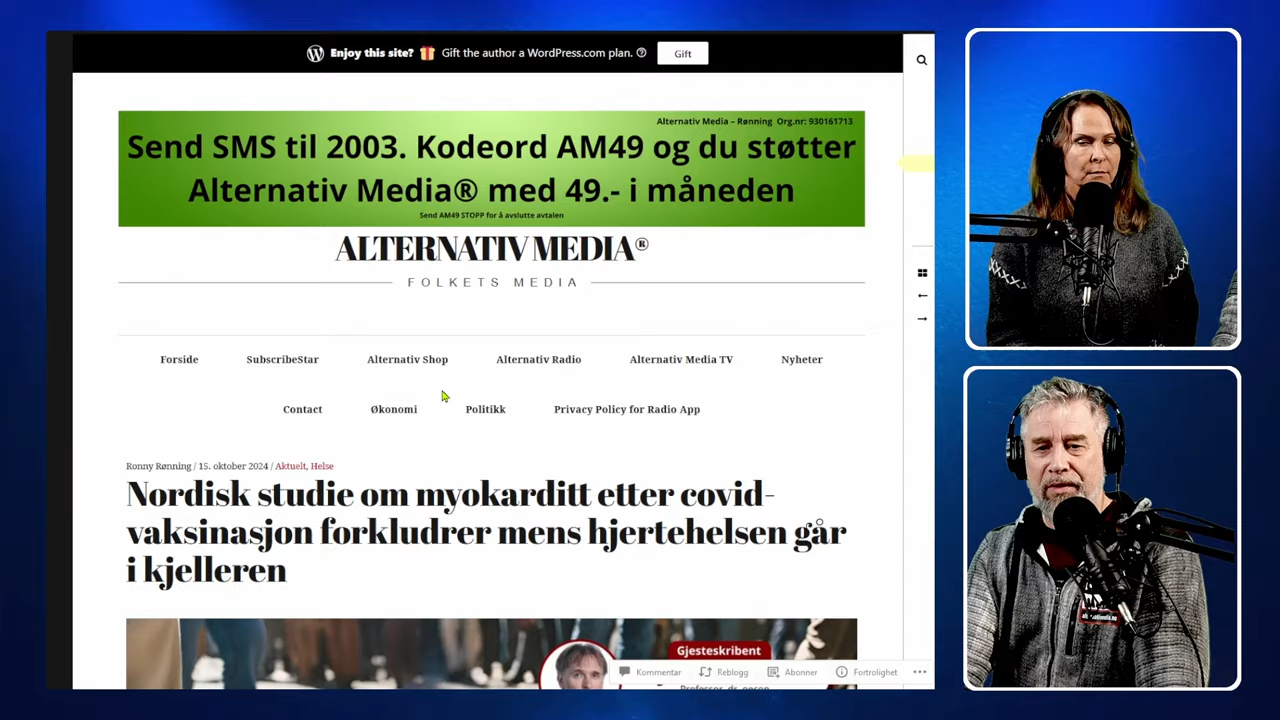 Enjoy this site? Gift the author a WordPress.com plan. Gift
Alternativ Media – Rønning Org.nr: 930161713
Send SMS til 2003. Kodeord AM49 og du støtter
Alternativ Media® med 49.- i måneden
Send AM49 STOPP for å avslutte avtalen
ALTERNATIV MEDIA®
FOLKETS MEDIA
Forside SubscribeStar Alternativ Shop Alternativ Radio Alternativ Media TV Nyheter
Contact Økonomi Politikk Privacy Policy for Radio App
Ronny Rønning / 15. oktober 2024 / Aktuelt, Helse
Nordisk studie om myokarditt etter covid-
vaksinasjon forkludrer mens hjertehelsen går
i kjelleren
Gjesteskribent
Kommentar Reblogg Abonner Fortrolighet